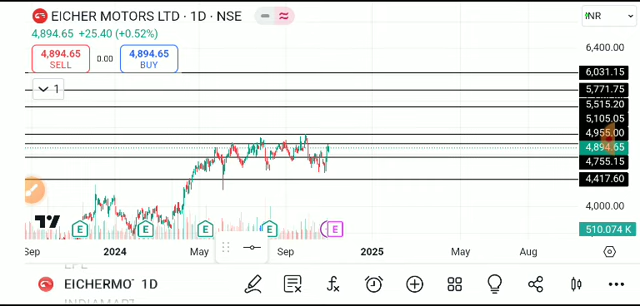 EICHER MOTORS LTD · 1D · NSE
INR
4,894.65 +25.40 (+0.52%)
4,894.65
SELL
0.00
4,894.65
BUY
1
6,400.00
6,031.15
5,771.75
5,515.20
5,105.05
4,955.00
4,894.65
4,755.15
4,417.60
4,000.00
510.074 K
E E E E E
Sep 2024 May Sep 2025 May Aug
EICHERMOT 1D
INDIAMART